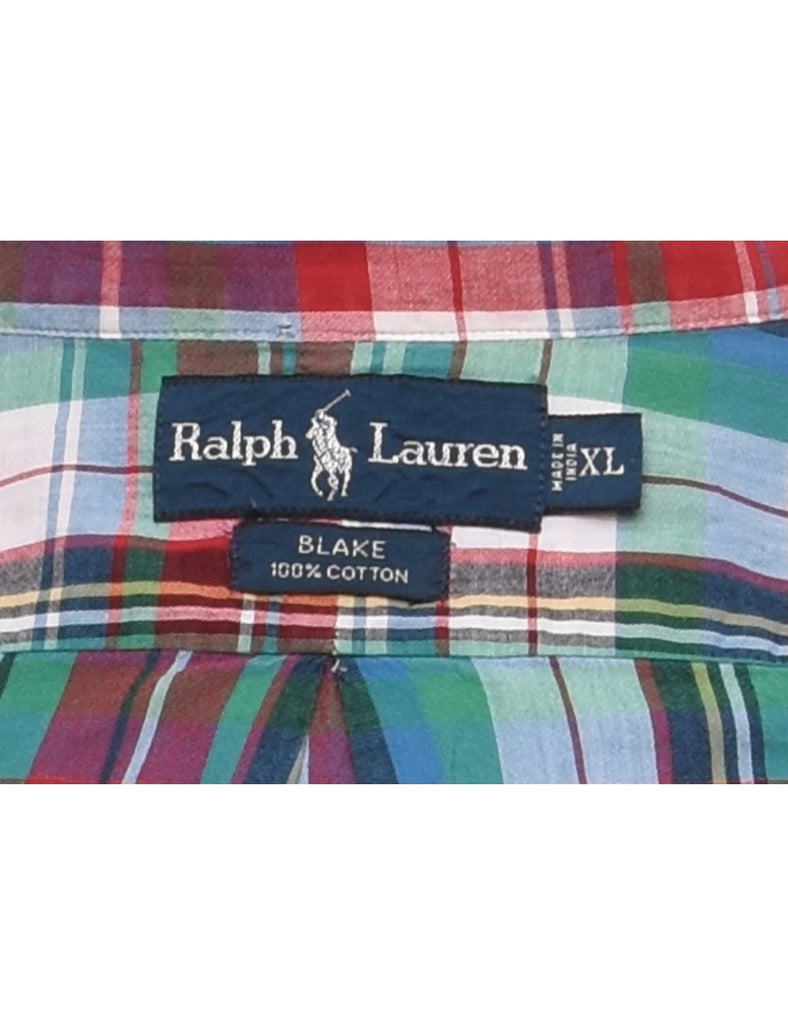 Ralph Lauren
MADE IN
INDIA
XL
BLAKE
100% COTTON